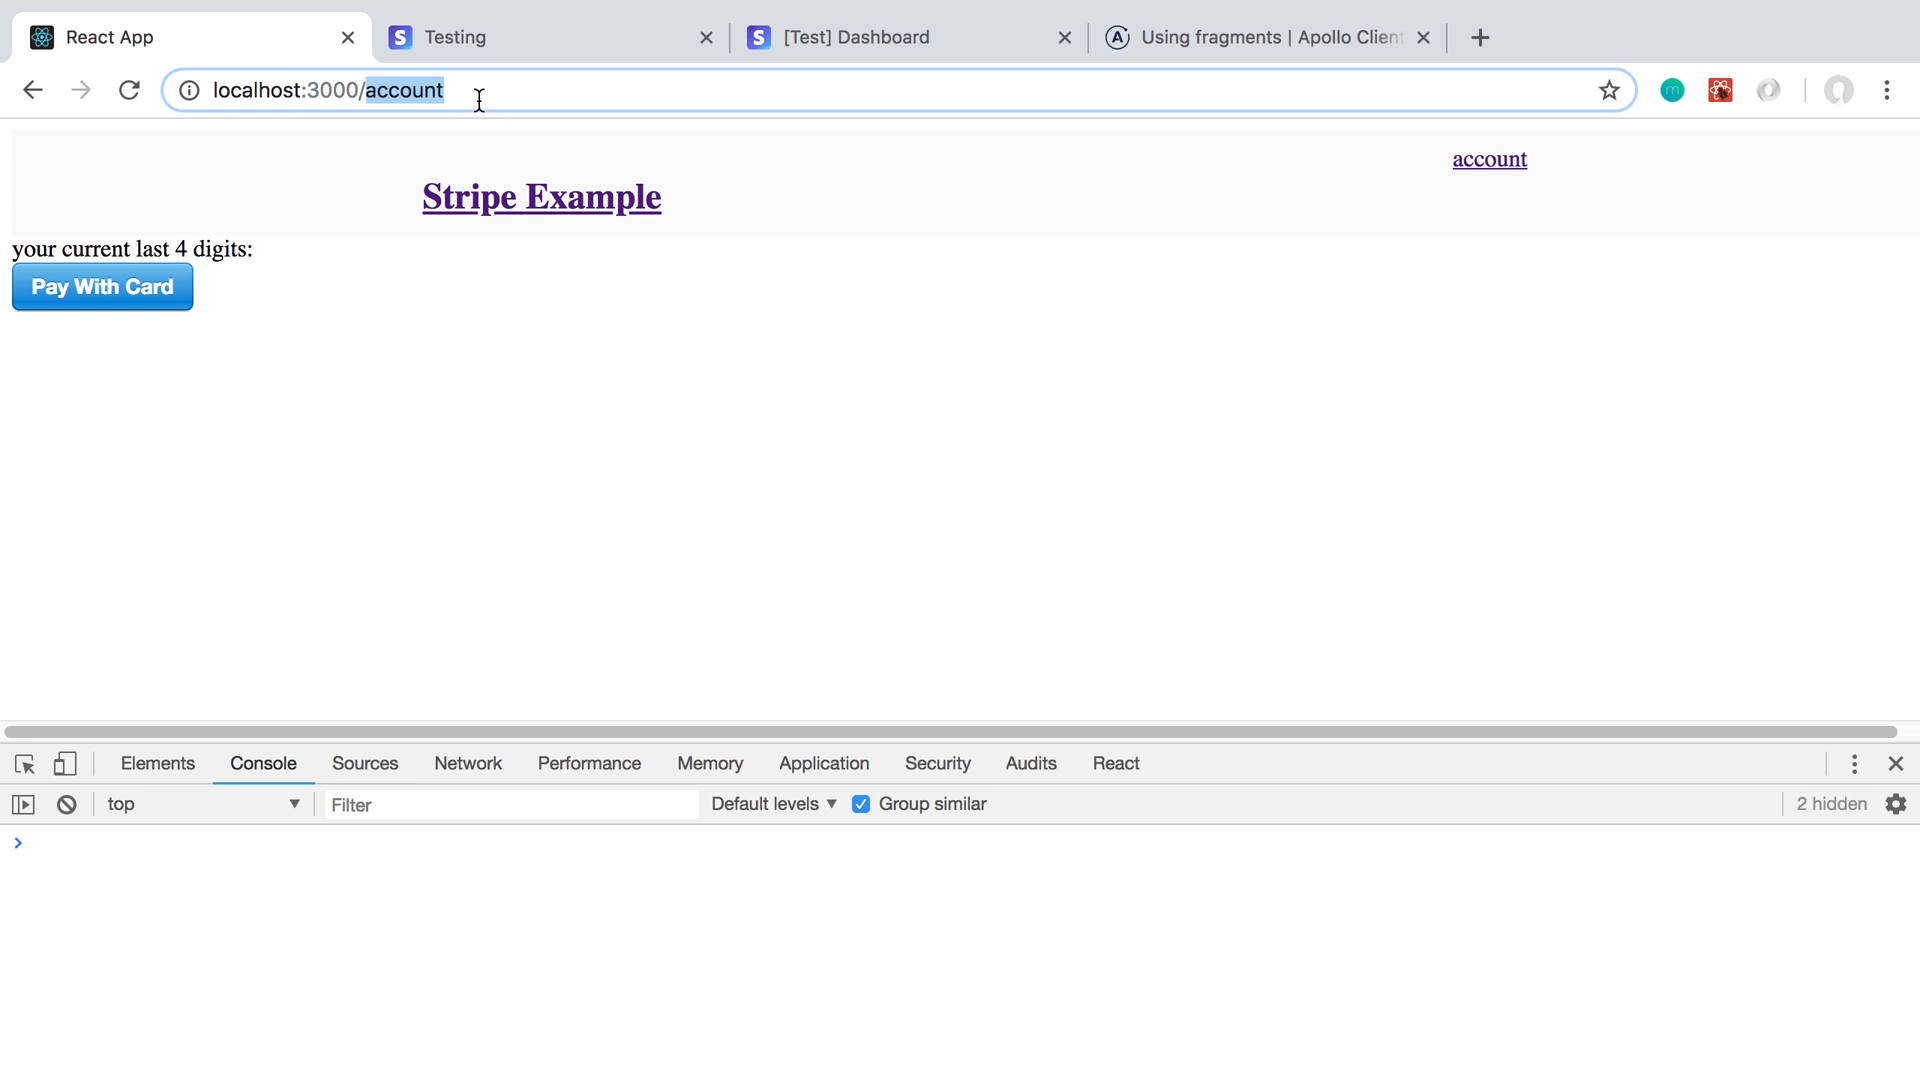 React App
Testing
[Test] Dashboard
Using fragments | Apollo Clien
localhost:3000/account
account
Stripe Example
your current last 4 digits:
Pay With Card
Elements Console Sources Network Performance Memory Application Security Audits React
top Filter Default levels Group similar 2 hidden